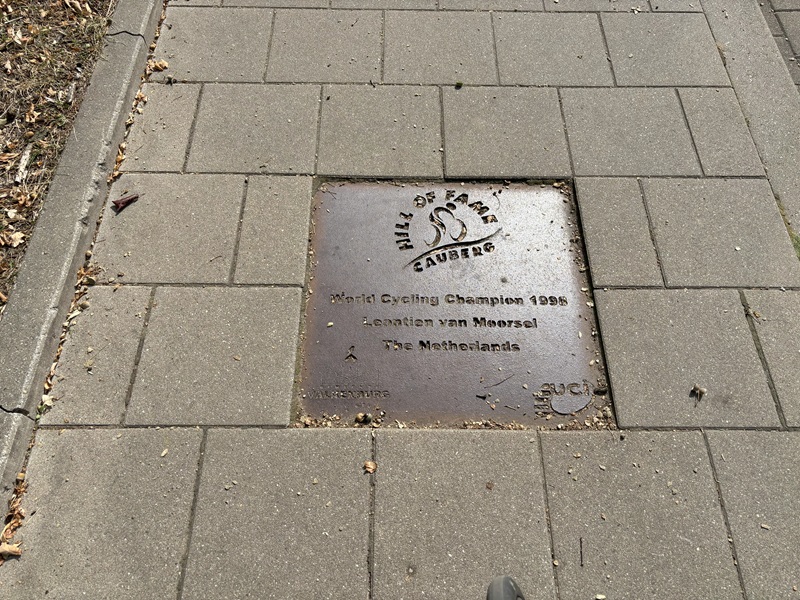 HILL OF FAME
CAUBERG
World Cycling Champion 1998
Leontien van Moorsel
The Netherlands
VALKENBURG
UCI